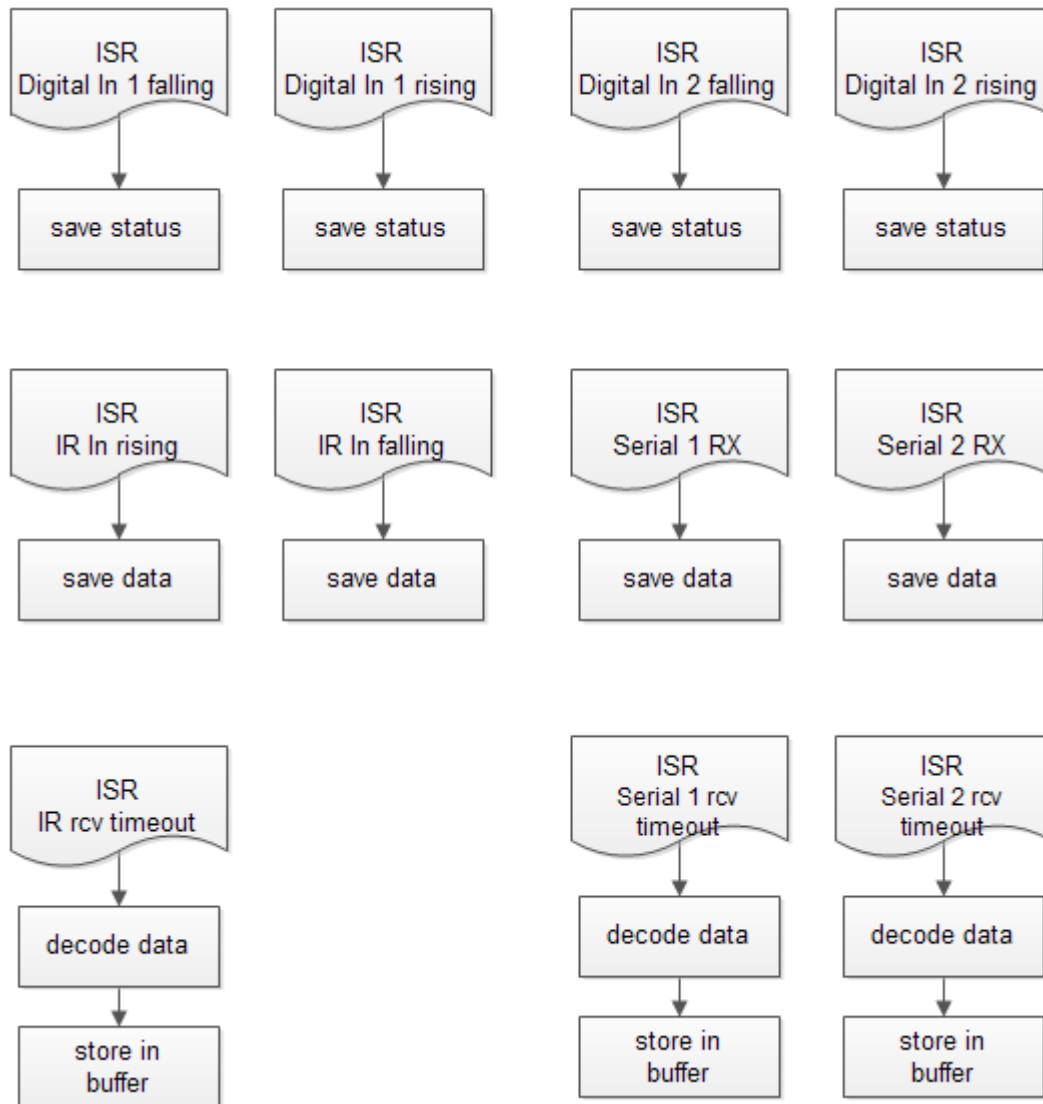 ISR
Digital In 1 falling
ISR
Digital In 1 rising
ISR
Digital In 2 falling
ISR
Digital In 2 rising
save status
save status
save status
save status
ISR
IR In rising
ISR
IR In falling
ISR
Serial 1 RX
ISR
Serial 2 RX
save data
save data
save data
save data
ISR
IR rcv timeout
ISR
Serial 1 rcv
timeout
ISR
Serial 2 rcv
timeout
decode data
decode data
decode data
store in
buffer
store in
buffer
store in
buffer